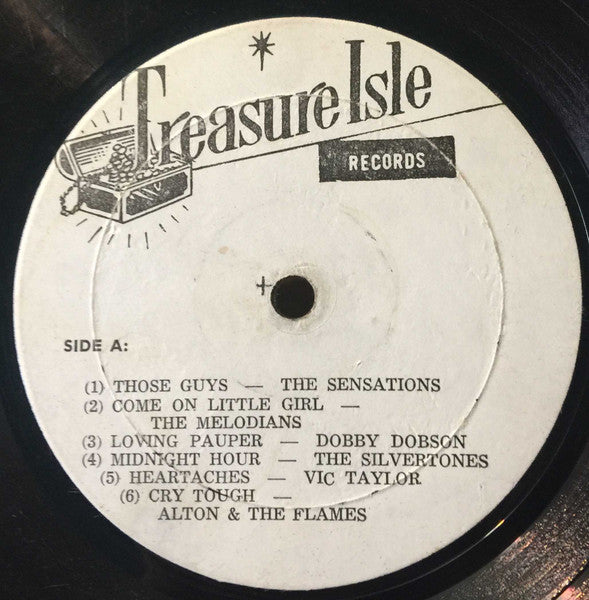 Treasure Isle
RECORDS
SIDE A:
(1) THOSE GUYS — THE SENSATIONS
(2) COME ON LITTLE GIRL —
THE MELODIANS
(3) LOVING PAUPER — DOBBY DOBSON
(4) MIDNIGHT HOUR — THE SILVERTONES
(5) HEARTACHES — VIC TAYLOR
(6) CRY TOUGH —
ALTON & THE FLAMES